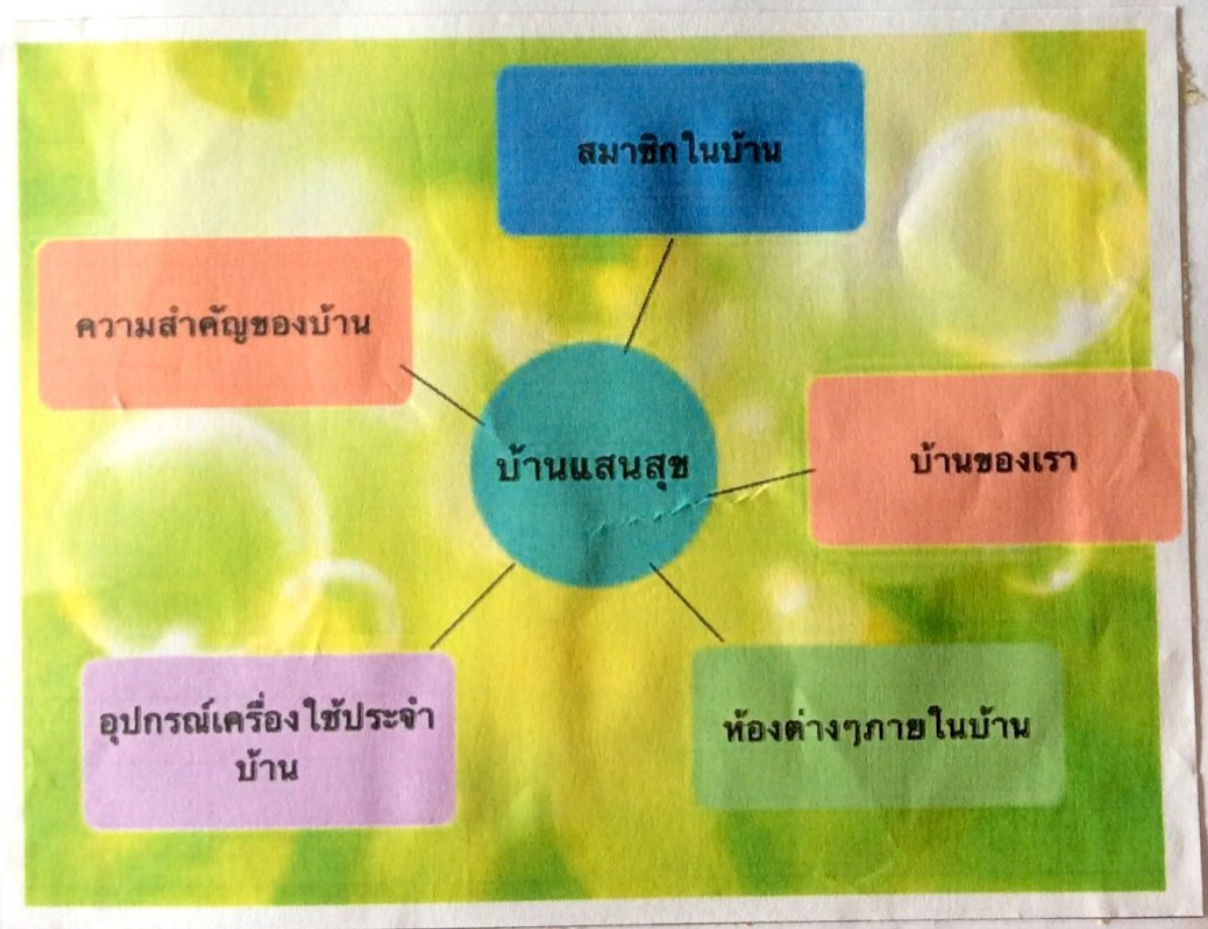 สมาชิกในบ้าน
ความสำคัญของบ้าน
บ้านแสนสุข
บ้านของเรา
อุปกรณ์เครื่องใช้ประจำ
บ้าน
ห้องต่างๆภายในบ้าน